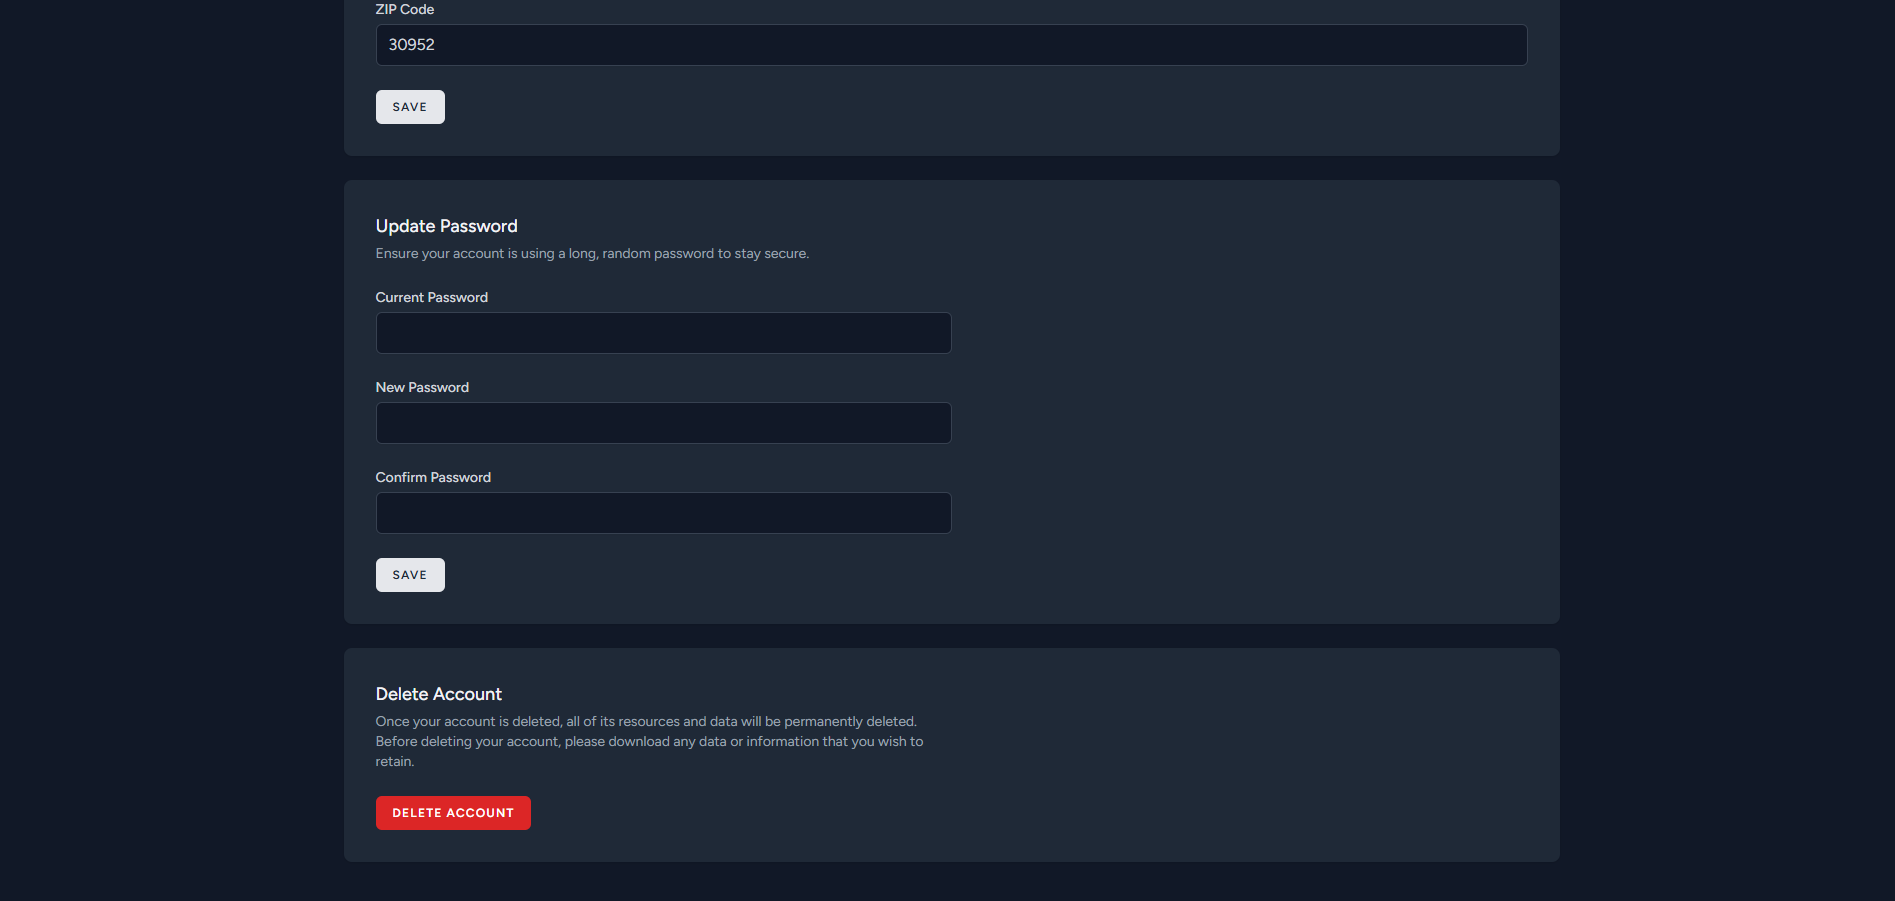 ZIP Code
30952
SAVE
Update Password
Ensure your account is using a long, random password to stay secure.
Current Password
New Password
Confirm Password
SAVE
Delete Account
Once your account is deleted, all of its resources and data will be permanently deleted.
Before deleting your account, please download any data or information that you wish to
retain.
DELETE ACCOUNT